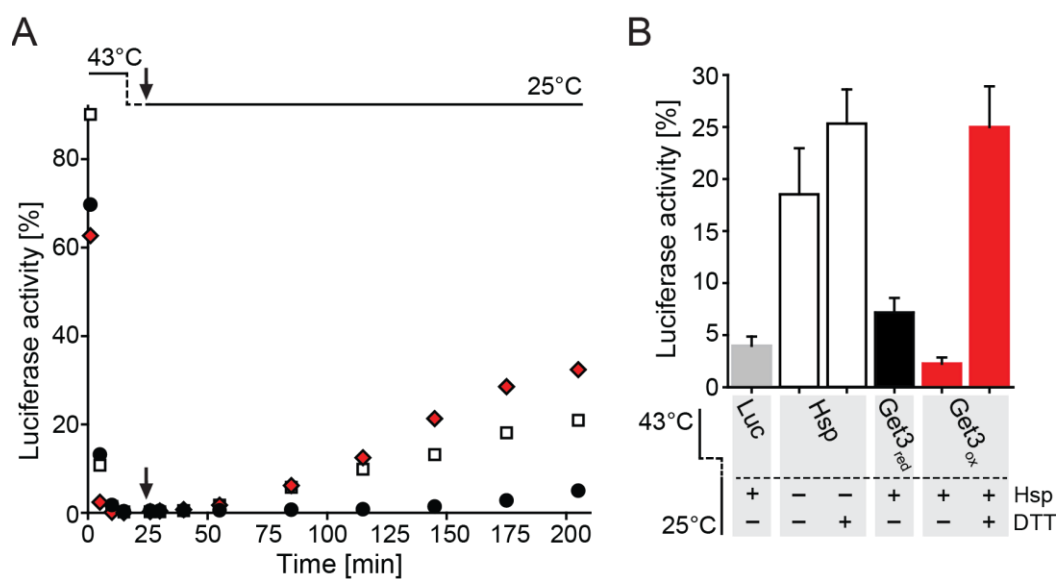 A
43°C
25°C
Luciferase activity [%]
80
60
40
20
0
0 25 50 75 100 125 150 175 200
Time [min]
B
Luciferase activity [%]
30
25
20
15
10
5
0
43°C
Luc
Hsp
Get3red
Get3ox
+ – – + + + Hsp
25°C
– – + – – + DTT